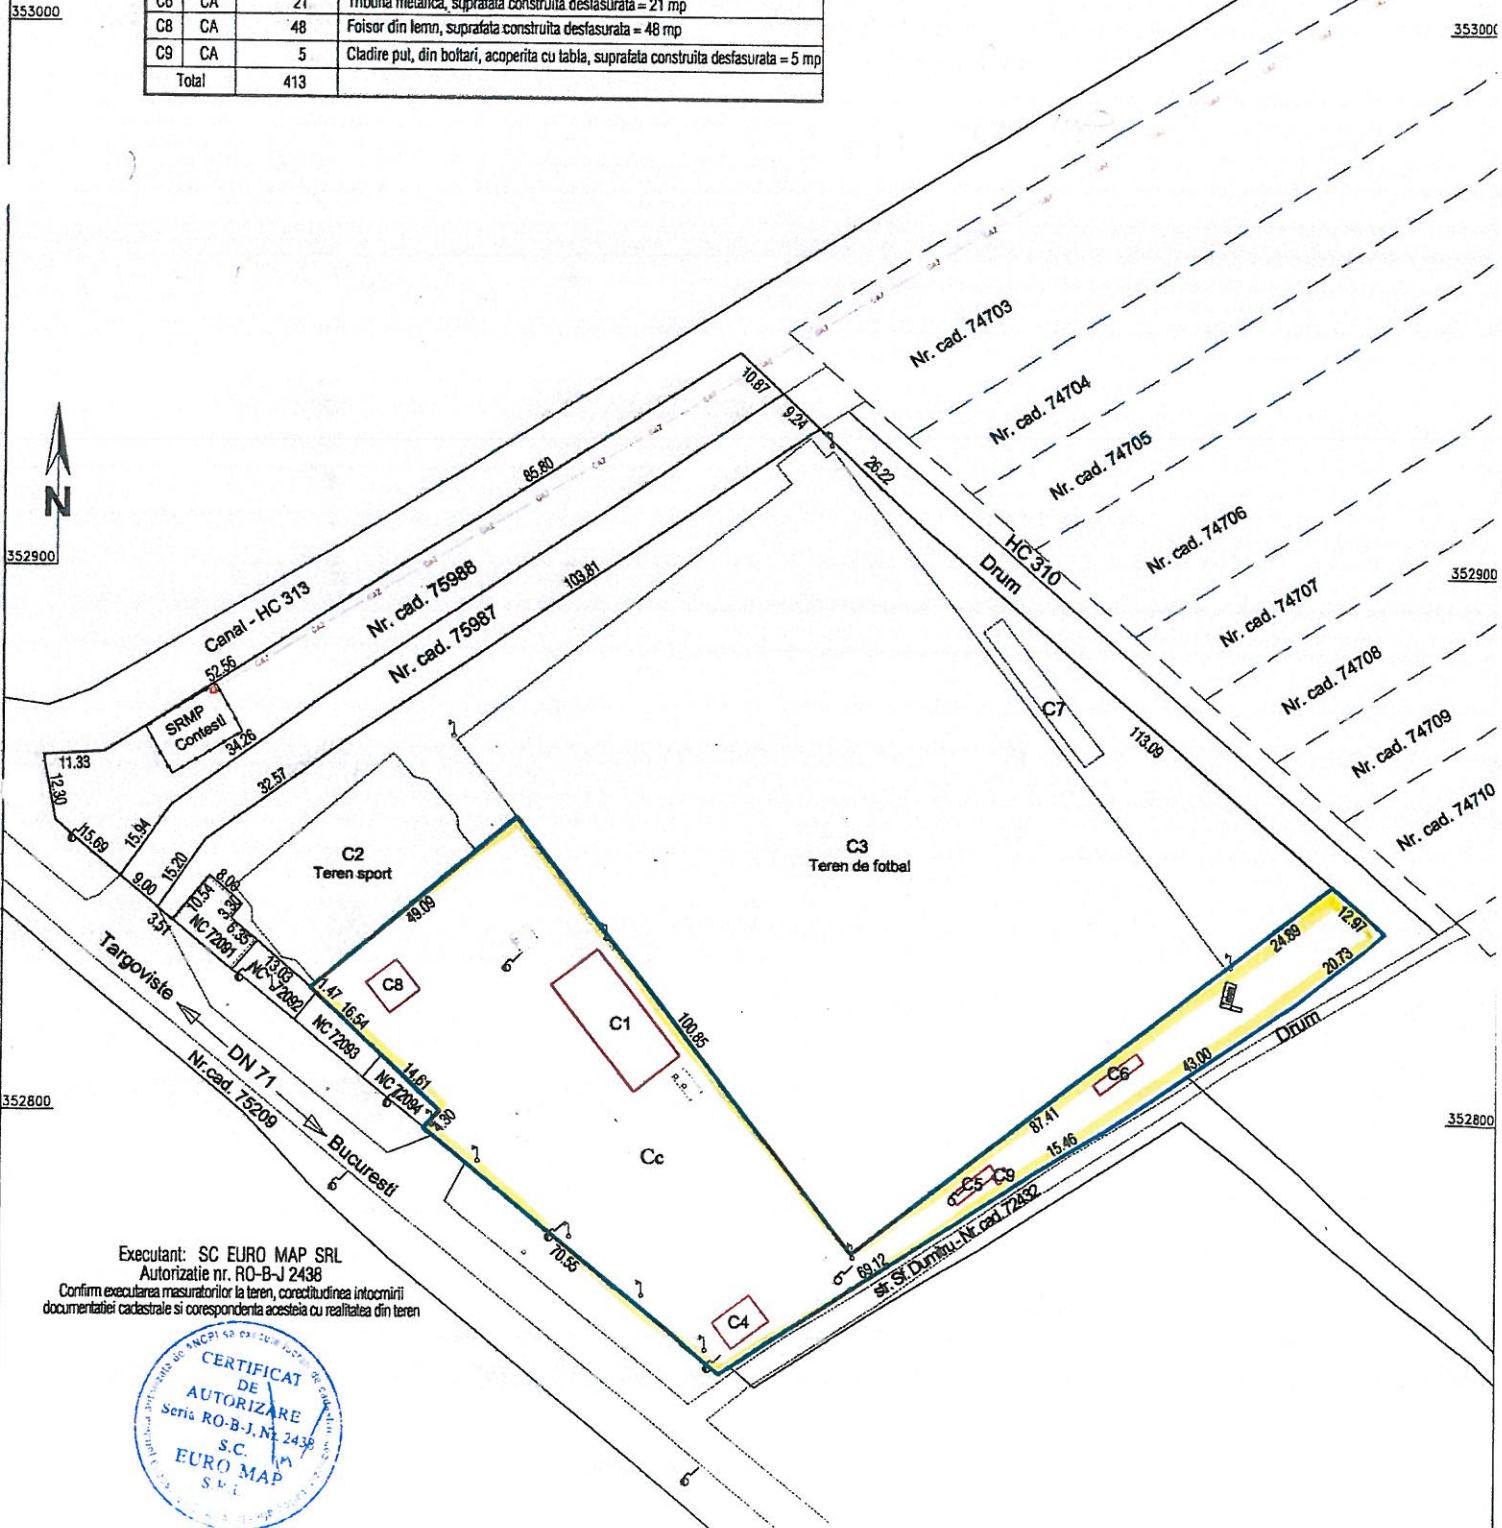 353000
353000
C6 CA 21 Tribuna metalica, suprafata construita desfasurata = 21 mp
C8 CA 48 Foisor din lemn, suprafata construita desfasurata = 48 mp
C9 CA 5 Cladire put, din boltari, acoperita cu tabla, suprafata construita desfasurata = 5 mp
Total 413
Nr. cad. 74703
Nr. cad. 74704
Nr. cad. 74705
Nr. cad. 74706
Nr. cad. 74707
Nr. cad. 74708
Nr. cad. 74709
Nr. cad. 74710
10.87
9.24
26.22
HC 310
Drum
113.09
N
352900
352900
85.80
Canal - HC 313
Nr. cad. 75988
103.81
Nr. cad. 75987
52.56
SRMP
Contesti
34.26
32.57
11.33
12.30
15.69
15.94
15.20
9.00
3.51
8.08
10.54
3.30
6.35
13.03
NC 72091
NC 72092
NC 72093
NC 72094
C2
Teren sport
C3
Teren de fotbal
C7
49.09
1.47
16.54
14.61
4.30
C8
C1
100.85
R.R.
Cc
24.89
12.97
20.73
Drum
43.00
C6
87.41
15.46
C5 C9
69.12
str. Sf. Dumitru - Nr. cad. 72432
C4
70.55
Targoviste
DN 71
Bucuresti
Nr.cad. 75209
352800
352800
Executant: SC EURO MAP SRL
Autorizatie nr. RO-B-J 2438
Confirm executarea masuratorilor la teren, corectitudinea intocmirii
documentatiei cadastrale si corespondenta acesteia cu realitatea din teren
CERTIFICAT
DE
AUTORIZARE
Seria RO-B-J, Nr. 2438
S.C.
EURO MAP
S.R.L.